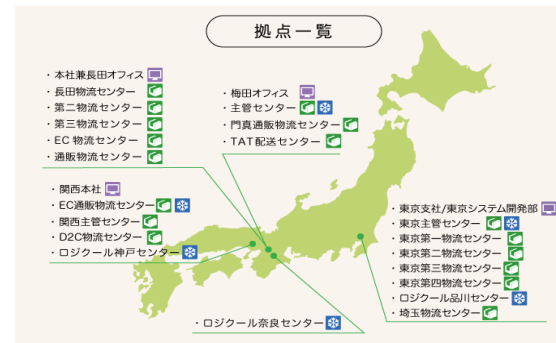 拠点一覧
・本社兼長田オフィス
・長田物流センター
・第二物流センター
・第三物流センター
・EC物流センター
・通販物流センター
・梅田オフィス
・主管センター
・門真通販物流センター
・TAT配送センター
・関西本社
・EC通販物流センター
・関西主管センター
・D2C物流センター
・ロジクール神戸センター
・東京支社/東京システム開発部
・東京主管センター
・東京第一物流センター
・東京第二物流センター
・東京第三物流センター
・東京第四物流センター
・ロジクール品川センター
・埼玉物流センター
・ロジクール奈良センター